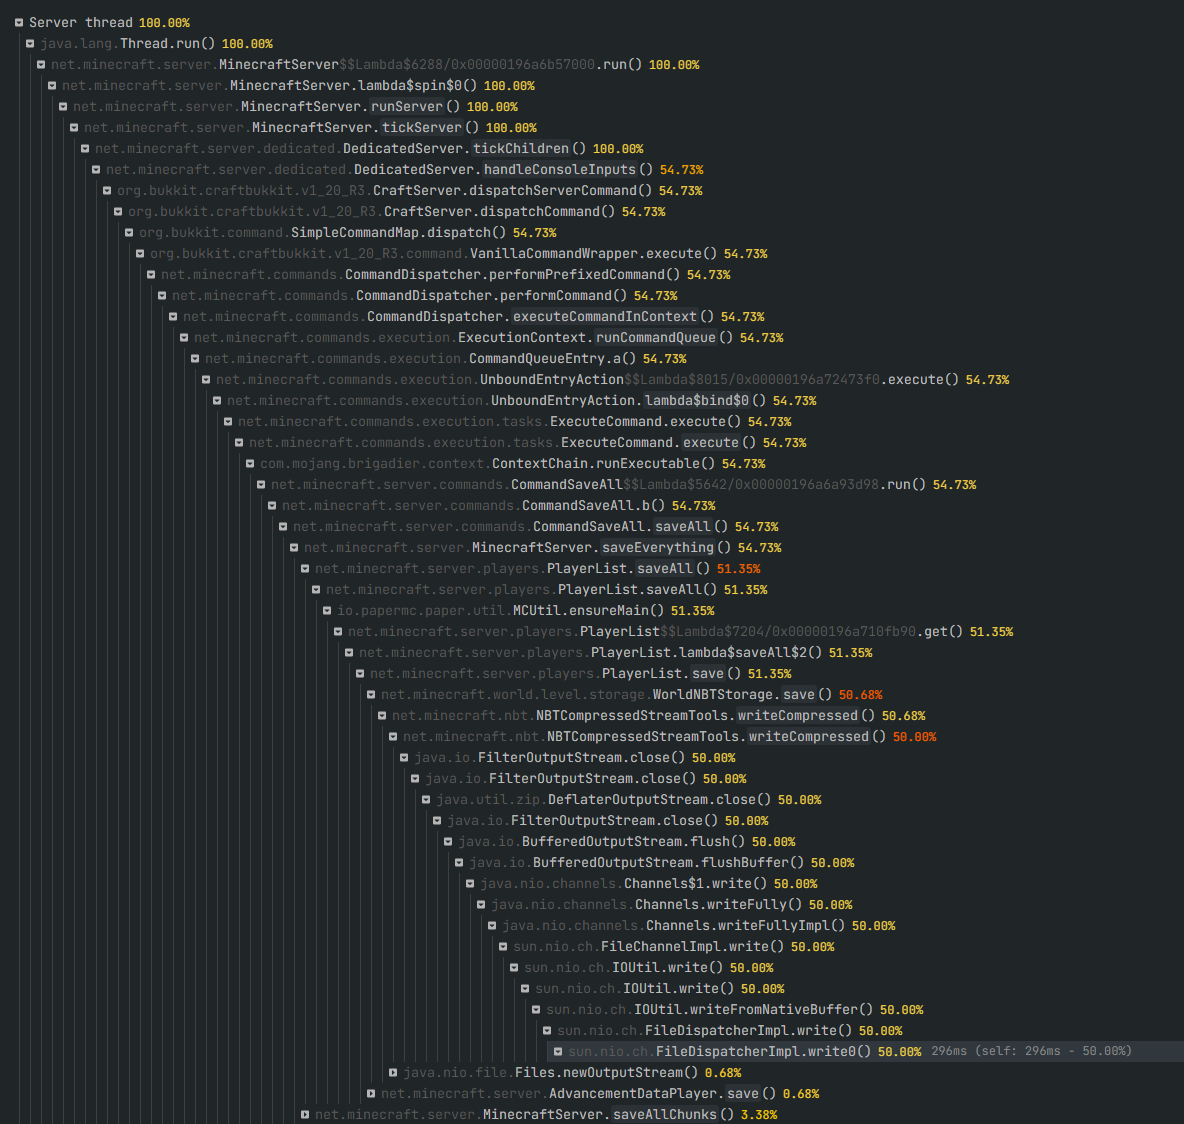 Server thread 100.00%
java.lang.Thread.run() 100.00%
net.minecraft.server.MinecraftServer$$Lambda$6288/0x00000196a6b57000.run() 100.00%
net.minecraft.server.MinecraftServer.lambda$spin$0() 100.00%
net.minecraft.server.MinecraftServer.runServer() 100.00%
net.minecraft.server.MinecraftServer.tickServer() 100.00%
net.minecraft.server.dedicated.DedicatedServer.tickChildren() 100.00%
net.minecraft.server.dedicated.DedicatedServer.handleConsoleInputs() 54.73%
org.bukkit.craftbukkit.v1_20_R3.CraftServer.dispatchServerCommand() 54.73%
org.bukkit.craftbukkit.v1_20_R3.CraftServer.dispatchCommand() 54.73%
org.bukkit.command.SimpleCommandMap.dispatch() 54.73%
org.bukkit.craftbukkit.v1_20_R3.command.VanillaCommandWrapper.execute() 54.73%
net.minecraft.commands.CommandDispatcher.performPrefixedCommand() 54.73%
net.minecraft.commands.CommandDispatcher.performCommand() 54.73%
net.minecraft.commands.CommandDispatcher.executeCommandInContext() 54.73%
net.minecraft.commands.execution.ExecutionContext.runCommandQueue() 54.73%
net.minecraft.commands.execution.CommandQueueEntry.a() 54.73%
net.minecraft.commands.execution.UnboundEntryAction$$Lambda$8015/0x00000196a72473f0.execute() 54.73%
net.minecraft.commands.execution.UnboundEntryAction.lambda$bind$0() 54.73%
net.minecraft.commands.execution.tasks.ExecuteCommand.execute() 54.73%
net.minecraft.commands.execution.tasks.ExecuteCommand.execute() 54.73%
com.mojang.brigadier.context.ContextChain.runExecutable() 54.73%
net.minecraft.server.commands.CommandSaveAll$$Lambda$5642/0x00000196a6a93d98.run() 54.73%
net.minecraft.server.commands.CommandSaveAll.b() 54.73%
net.minecraft.server.commands.CommandSaveAll.saveAll() 54.73%
net.minecraft.server.MinecraftServer.saveEverything() 54.73%
net.minecraft.server.players.PlayerList.saveAll() 51.35%
net.minecraft.server.players.PlayerList.saveAll() 51.35%
io.papermc.paper.util.MCUtil.ensureMain() 51.35%
net.minecraft.server.players.PlayerList$$Lambda$7204/0x00000196a710fb90.get() 51.35%
net.minecraft.server.players.PlayerList.lambda$saveAll$2() 51.35%
net.minecraft.server.players.PlayerList.save() 51.35%
net.minecraft.world.level.storage.WorldNBTStorage.save() 50.68%
net.minecraft.nbt.NBTCompressedStreamTools.writeCompressed() 50.68%
net.minecraft.nbt.NBTCompressedStreamTools.writeCompressed() 50.00%
java.io.FilterOutputStream.close() 50.00%
java.io.FilterOutputStream.close() 50.00%
java.util.zip.DeflaterOutputStream.close() 50.00%
java.io.FilterOutputStream.close() 50.00%
java.io.BufferedOutputStream.flush() 50.00%
java.io.BufferedOutputStream.flushBuffer() 50.00%
java.nio.channels.Channels$1.write() 50.00%
java.nio.channels.Channels.writeFully() 50.00%
java.nio.channels.Channels.writeFullyImpl() 50.00%
sun.nio.ch.FileChannelImpl.write() 50.00%
sun.nio.ch.IOUtil.write() 50.00%
sun.nio.ch.IOUtil.write() 50.00%
sun.nio.ch.IOUtil.writeFromNativeBuffer() 50.00%
sun.nio.ch.FileDispatcherImpl.write() 50.00%
sun.nio.ch.FileDispatcherImpl.write0() 50.00% 296ms (self: 296ms - 50.00%)
java.nio.file.Files.newOutputStream() 0.68%
net.minecraft.server.AdvancementDataPlayer.save() 0.68%
net.minecraft.server.MinecraftServer.saveAllChunks() 3.38%